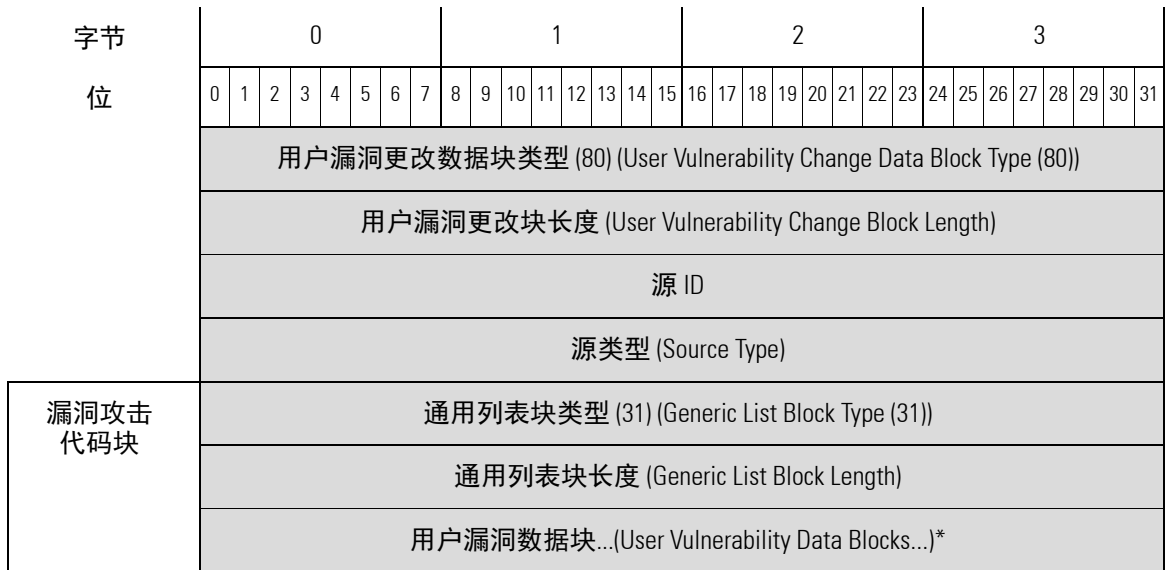 字节 0 1 2 3
位 0 1 2 3 4 5 6 7 8 9 10 11 12 13 14 15 16 17 18 19 20 21 22 23 24 25 26 27 28 29 30 31
用户漏洞更改数据块类型 (80) (User Vulnerability Change Data Block Type (80))
用户漏洞更改块长度 (User Vulnerability Change Block Length)
源 ID
源类型 (Source Type)
漏洞攻击
代码块
通用列表块类型 (31) (Generic List Block Type (31))
通用列表块长度 (Generic List Block Length)
用户漏洞数据块...(User Vulnerability Data Blocks...)*